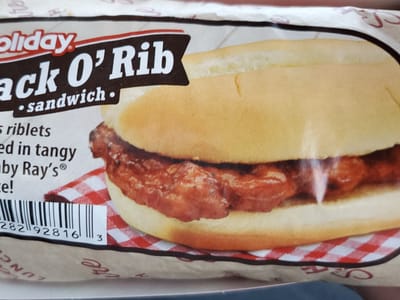 oliday.
ack O' Rib
• sandwich •
s riblets
ed in tangy
by Ray's®
e!
282 92816 3